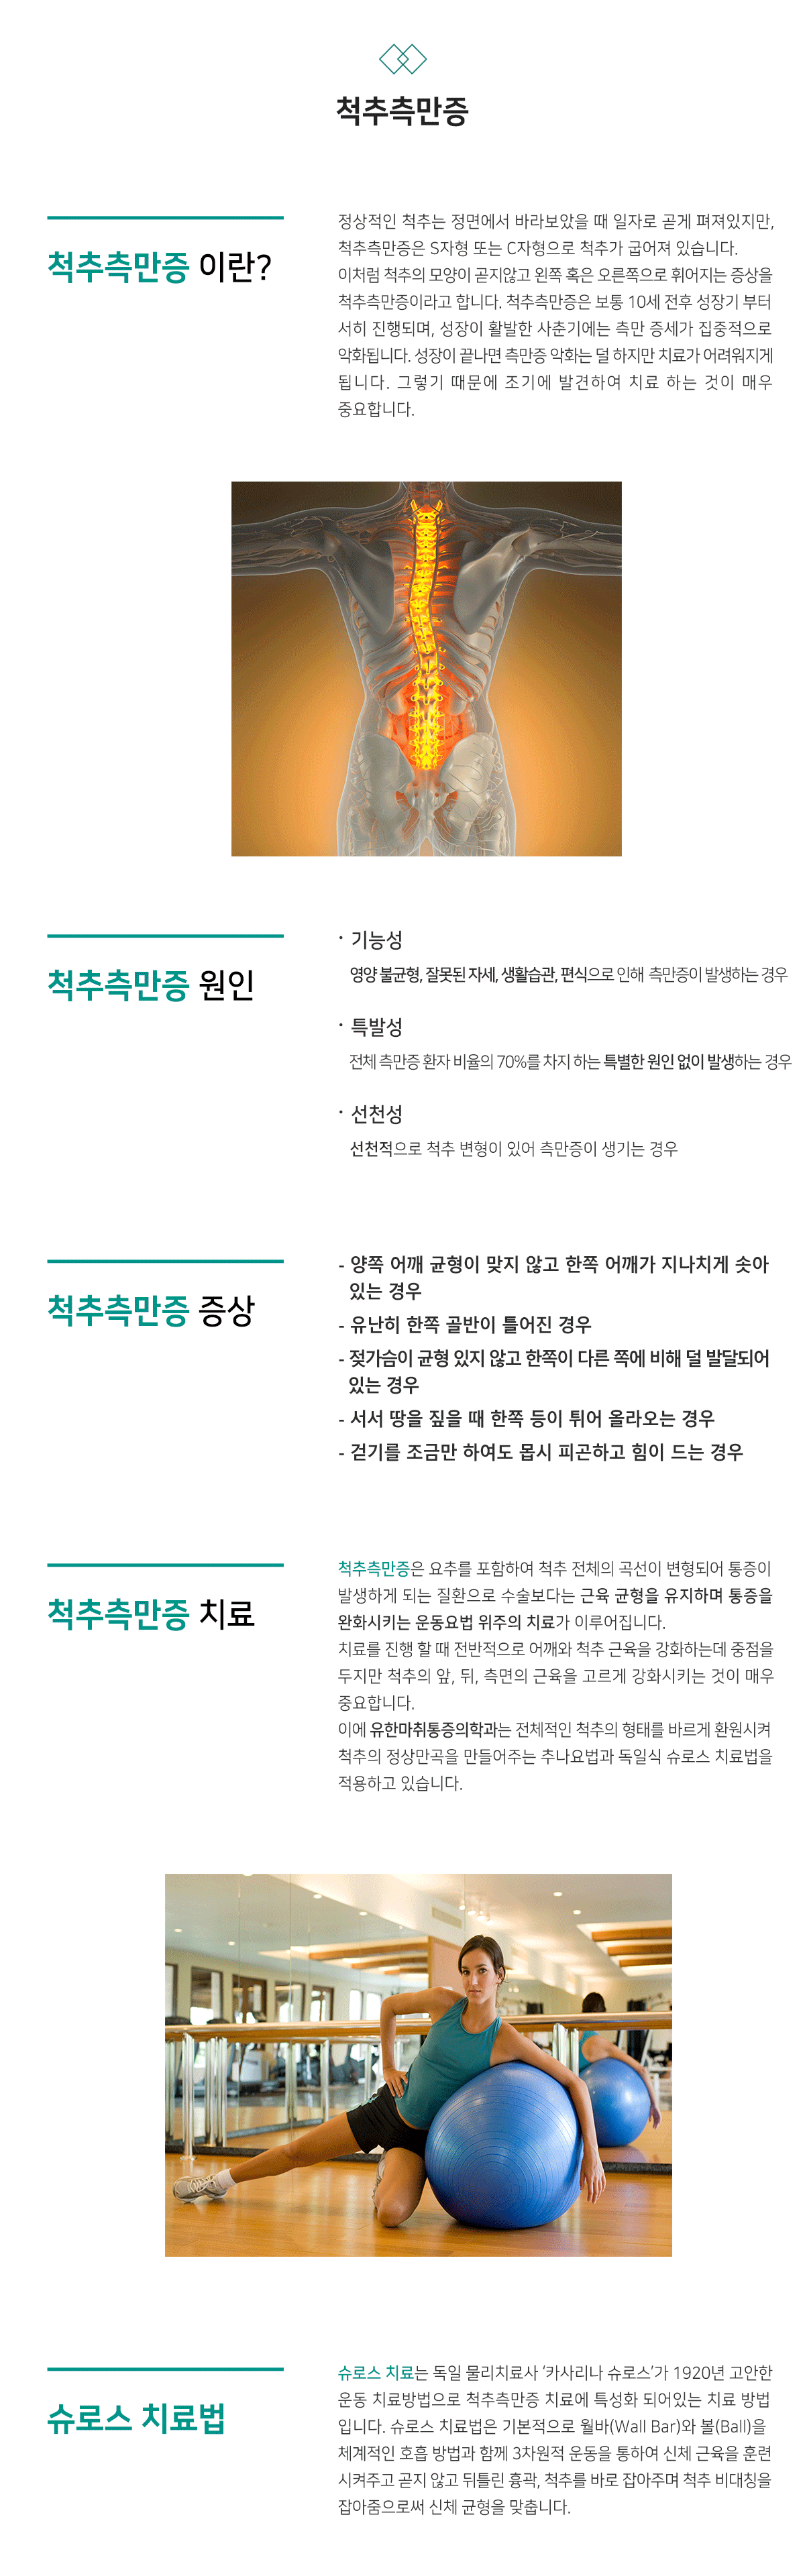 척추측만증
척추측만증 이란?
정상적인 척추는 정면에서 바라보았을 때 일자로 곧게 펴져있지만,
척추측만증은 S자형 또는 C자형으로 척추가 굽어져 있습니다.
이처럼 척추의 모양이 곧지않고 왼쪽 혹은 오른쪽으로 휘어지는 증상을
척추측만증이라고 합니다. 척추측만증은 보통 10세 전후 성장기 부터
서히 진행되며, 성장이 활발한 사춘기에는 측만 증세가 집중적으로
악화됩니다. 성장이 끝나면 측만증 악화는 덜 하지만 치료가 어려워지게
됩니다. 그렇기 때문에 조기에 발견하여 치료 하는 것이 매우
중요합니다.
척추측만증 원인
· 기능성
영양 불균형, 잘못된 자세, 생활습관, 편식으로 인해 측만증이 발생하는 경우
· 특발성
전체 측만증 환자 비율의 70%를 차지 하는 특별한 원인 없이 발생하는 경우
· 선천성
선천적으로 척추 변형이 있어 측만증이 생기는 경우
척추측만증 증상
- 양쪽 어깨 균형이 맞지 않고 한쪽 어깨가 지나치게 솟아
있는 경우
- 유난히 한쪽 골반이 틀어진 경우
- 젖가슴이 균형 있지 않고 한쪽이 다른 쪽에 비해 덜 발달되어
있는 경우
- 서서 땅을 짚을 때 한쪽 등이 튀어 올라오는 경우
- 걷기를 조금만 하여도 몹시 피곤하고 힘이 드는 경우
척추측만증 치료
척추측만증은 요추를 포함하여 척추 전체의 곡선이 변형되어 통증이
발생하게 되는 질환으로 수술보다는 근육 균형을 유지하며 통증을
완화시키는 운동요법 위주의 치료가 이루어집니다.
치료를 진행 할 때 전반적으로 어깨와 척추 근육을 강화하는데 중점을
두지만 척추의 앞, 뒤, 측면의 근육을 고르게 강화시키는 것이 매우
중요합니다.
이에 유한마취통증의학과는 전체적인 척추의 형태를 바르게 환원시켜
척추의 정상만곡을 만들어주는 추나요법과 독일식 슈로스 치료법을
적용하고 있습니다.
슈로스 치료법
슈로스 치료는 독일 물리치료사 '카사리나 슈로스'가 1920년 고안한
운동 치료방법으로 척추측만증 치료에 특성화 되어있는 치료 방법
입니다. 슈로스 치료법은 기본적으로 월바(Wall Bar)와 볼(Ball)을
체계적인 호흡 방법과 함께 3차원적 운동을 통하여 신체 근육을 훈련
시켜주고 곧지 않고 뒤틀린 흉곽, 척추를 바로 잡아주며 척추 비대칭을
잡아줌으로써 신체 균형을 맞춥니다.